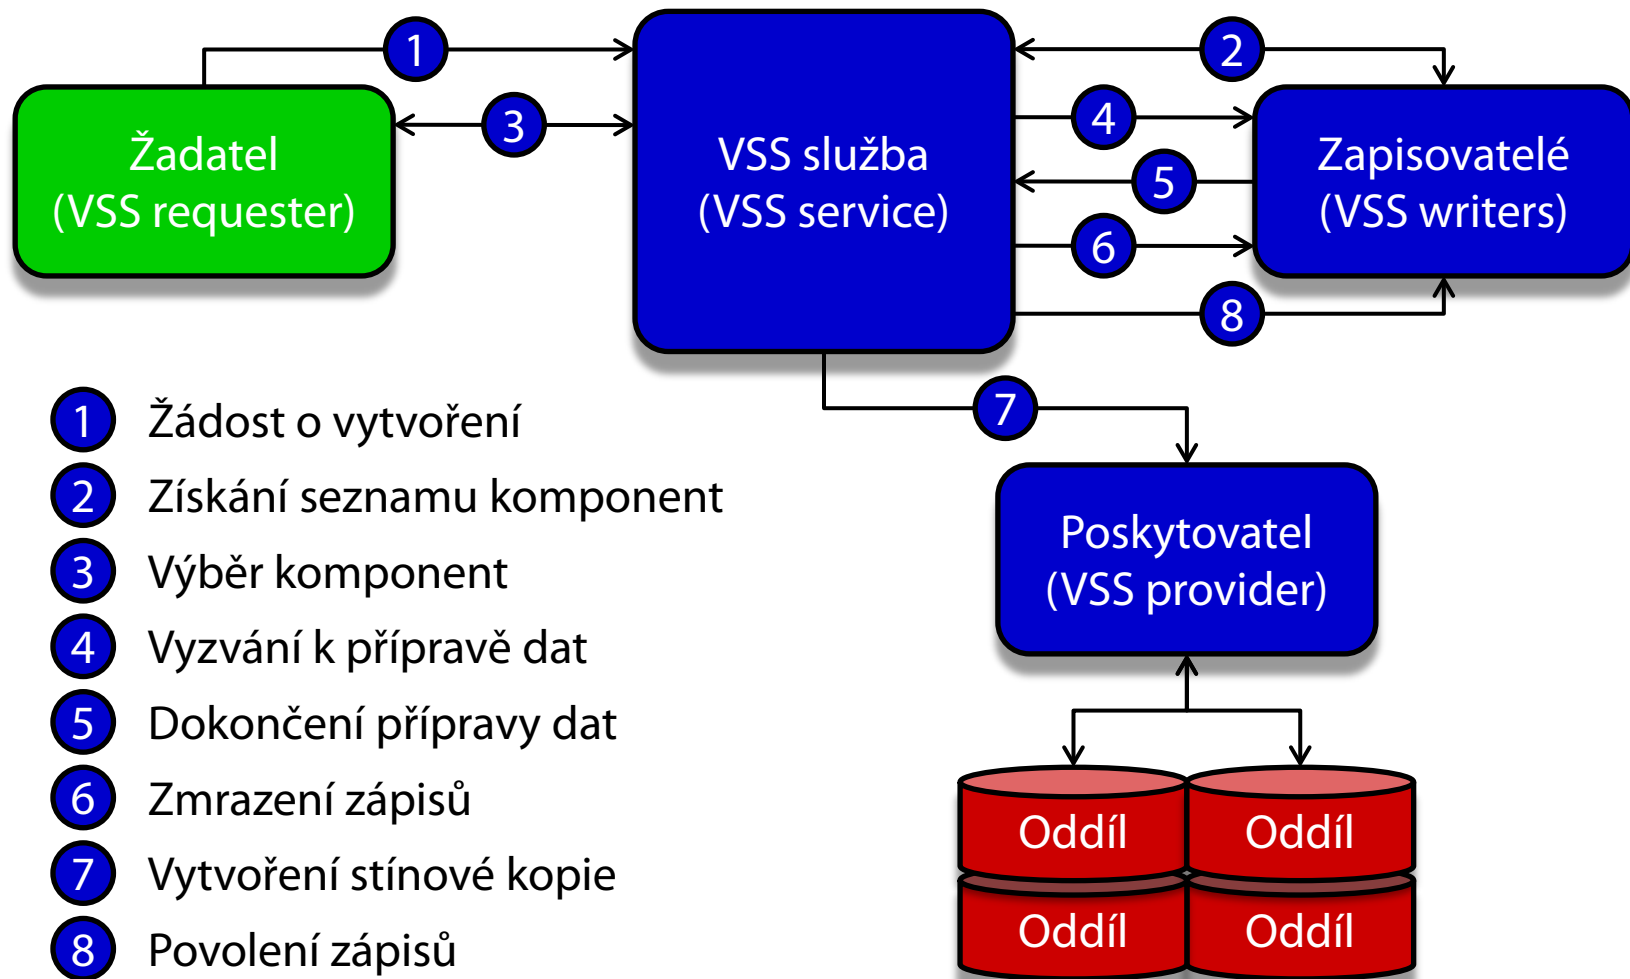 1
2
3
4
5
6
8
7
Žadatel
(VSS requester)
VSS služba
(VSS service)
Zapisovatelé
(VSS writers)
Poskytovatel
(VSS provider)
Oddíl
Oddíl
Oddíl
Oddíl
1 Žádost o vytvoření
2 Získání seznamu komponent
3 Výběr komponent
4 Vyzvání k přípravě dat
5 Dokončení přípravy dat
6 Zmrazení zápisů
7 Vytvoření stínové kopie
8 Povolení zápisů